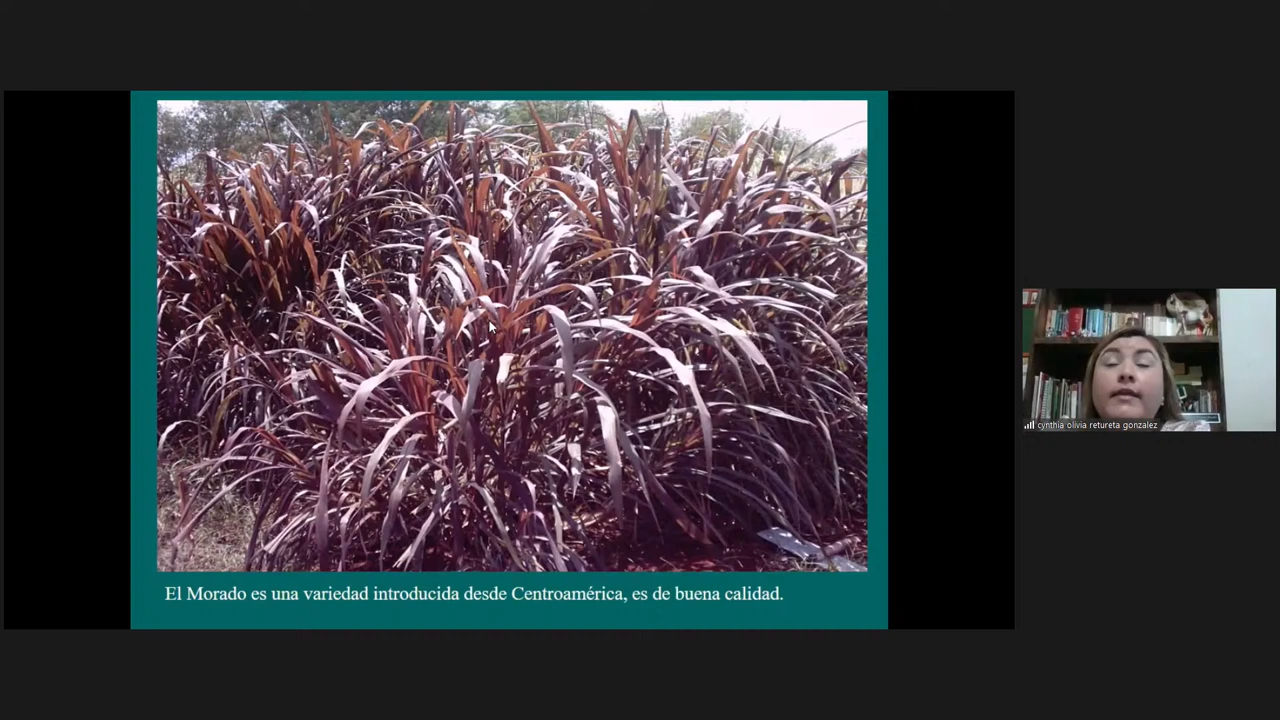 El Morado es una variedad introducida desde Centroamérica, es de buena calidad.
cynthia olivia retureta gonzalez